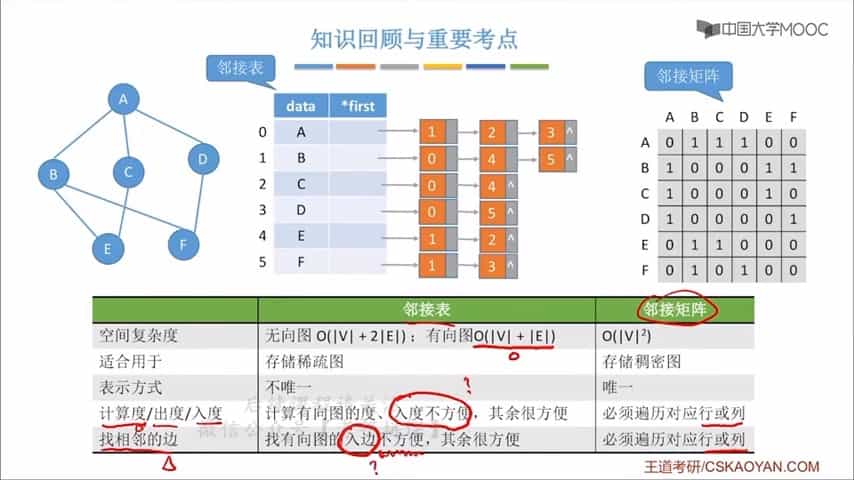 知识回顾与重要考点
中国大学MOOC
邻接表
邻接矩阵
A
B
C
D
E
F
data *first
0 A 1 2 3 ^
1 B 0 4 5 ^
2 C 0 4 ^
3 D 0 5 ^
4 E 1 2 ^
5 F 1 3 ^
A B C D E F
A 0 1 1 1 0 0
B 1 0 0 0 1 1
C 1 0 0 0 1 0
D 1 0 0 0 0 1
E 0 1 1 0 0 0
F 0 1 0 1 0 0
邻接表 邻接矩阵
空间复杂度 无向图 O(|V| + 2|E|)；有向图O(|V| + |E|) O(|V|²)
适合用于 存储稀疏图 存储稠密图
表示方式 不唯一 唯一
?
计算度/出度/入度 计算有向图的度、入度不方便，其余很方便 必须遍历对应行或列
找相邻的边 找有向图的入边不方便，其余很方便 必须遍历对应行或列
?
微信公众号【
王道考研/CSKAOYAN.COM